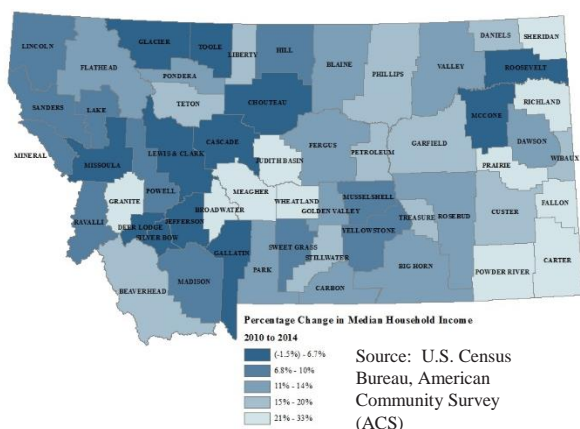 LINCOLN
GLACIER
TOOLE
LIBERTY
HILL
BLAINE
PHILLIPS
VALLEY
DANIELS
SHERIDAN
ROOSEVELT
FLATHEAD
PONDERA
TETON
CHOUTEAU
RICHLAND
MCCONE
SANDERS
LAKE
MINERAL
MISSOULA
LEWIS & CLARK
CASCADE
JUDITH BASIN
FERGUS
PETROLEUM
GARFIELD
DAWSON
PRAIRIE
WIBAUX
POWELL
GRANITE
MEAGHER
WHEATLAND
GOLDEN VALLEY
MUSSELSHELL
TREASURE
ROSEBUD
CUSTER
FALLON
RAVALLI
DEER LODGE
SILVER BOW
JEFFERSON
BROADWATER
GALLATIN
PARK
SWEET GRASS
STILLWATER
YELLOWSTONE
BIG HORN
POWDER RIVER
CARTER
BEAVERHEAD
MADISON
CARBON
Percentage Change in Median Household Income
2010 to 2014
(-1.5%) - 6.7%
6.8% - 10%
11% - 14%
15% - 20%
21% - 33%
Source: U.S. Census
Bureau, American
Community Survey
(ACS)